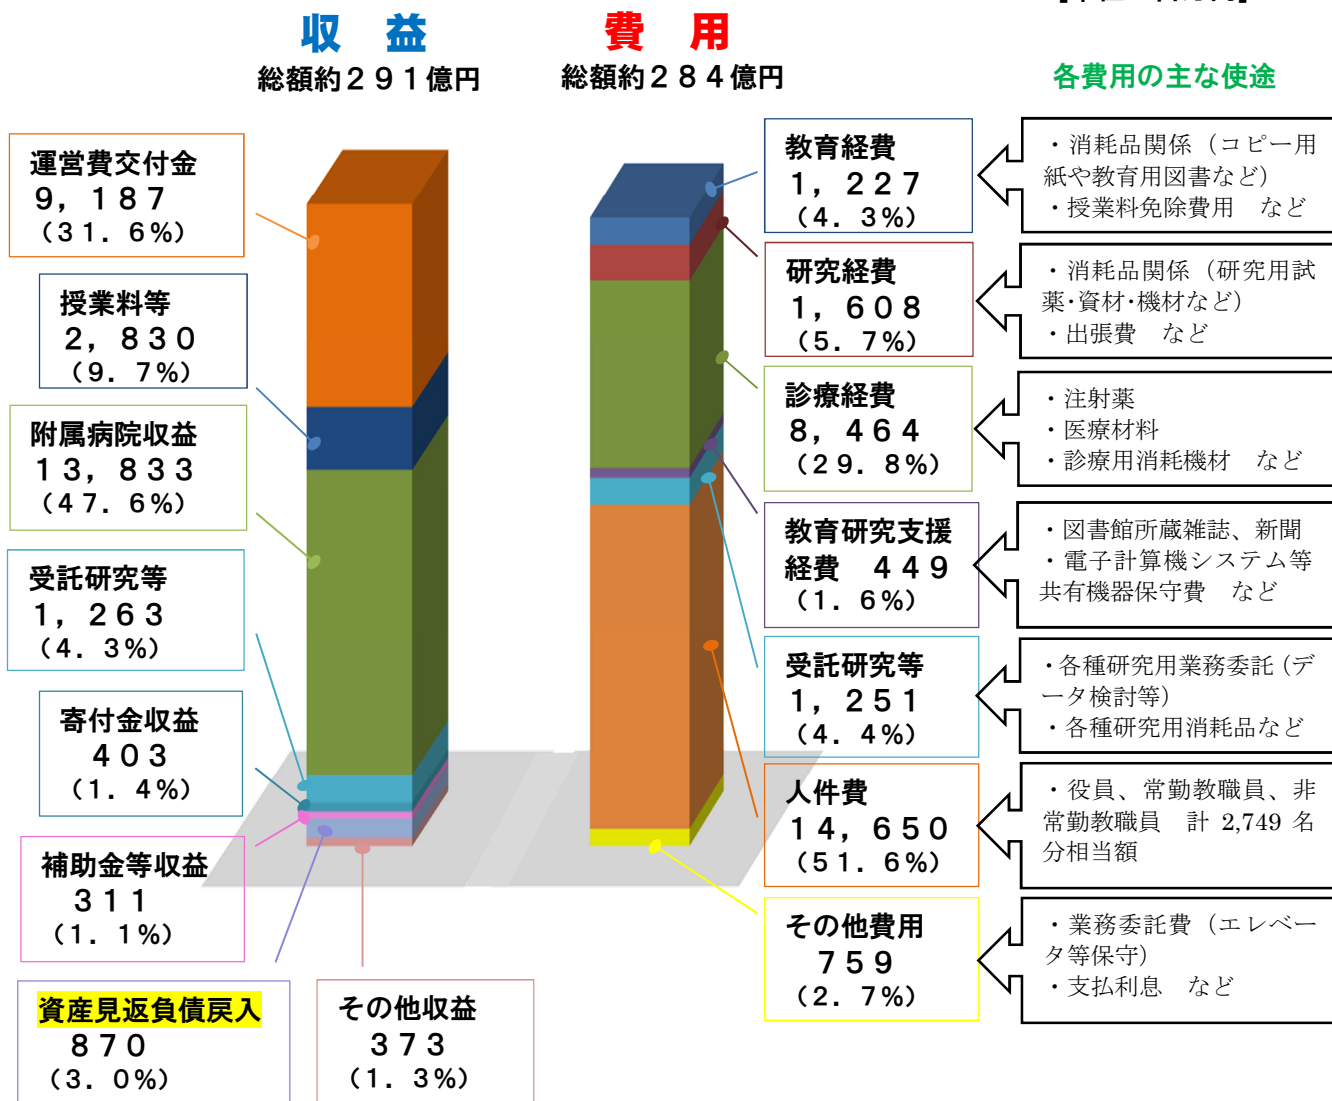 収　益
総額約２９１億円
費　用
総額約２８４億円
各費用の主な使途
運営費交付金
９，１８７
（３１．６％）
授業料等
２，８３０
（９．７％）
附属病院収益
１３，８３３
（４７．６％）
受託研究等
１，２６３
（４．３％）
寄付金収益
４０３
（１．４％）
補助金等収益
３１１
（１．１％）
資産見返負債戻入
８７０
（３．０％）
その他収益
３７３
（１．３％）
教育経費
１，２２７
（４．３％）
・消耗品関係（コピー用
紙や教育用図書など）
・授業料免除費用　など
研究経費
１，６０８
（５．７％）
・消耗品関係（研究用試
薬・資材・機材など）
・出張費　など
診療経費
８，４６４
（２９．８％）
・注射薬
・医療材料
・診療用消耗機材　など
教育研究支援
経費　４４９
（１．６％）
・図書館所蔵雑誌、新聞
・電子計算機システム等
共有機器保守費　など
受託研究等
１，２５１
（４．４％）
・各種研究用業務委託（デ
ータ検討等）
・各種研究用消耗品など
人件費
１４，６５０
（５１．６％）
・役員、常勤教職員、非
常勤教職員　計 2,749 名
分相当額
その他費用
７５９
（２．７％）
・業務委託費（エレベー
タ等保守）
・支払利息　など